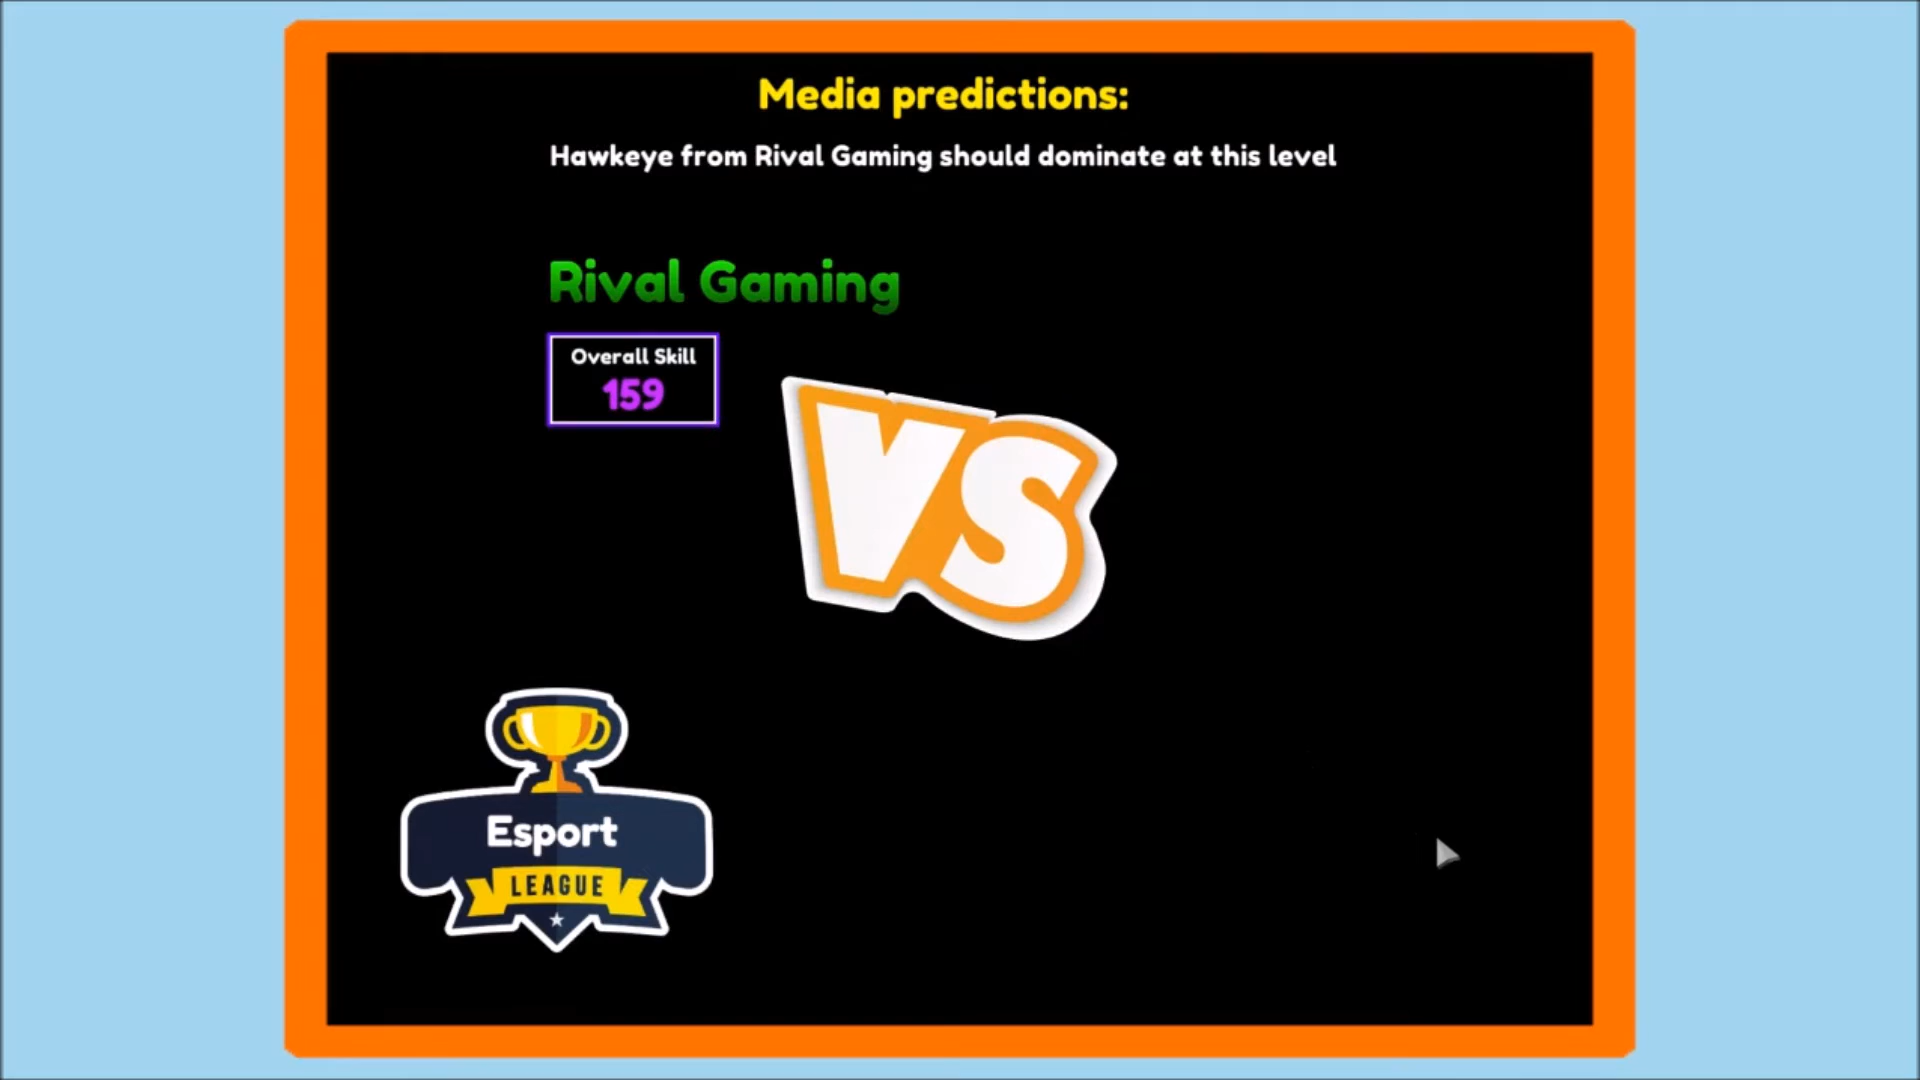 Media predictions:
Hawkeye from Rival Gaming should dominate at this level
Rival Gaming
Overall Skill
159
VS
Esport
LEAGUE